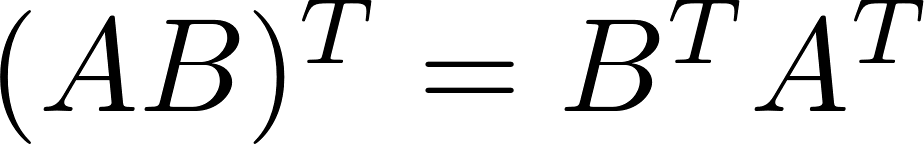 (AB)^T = B^T A^T